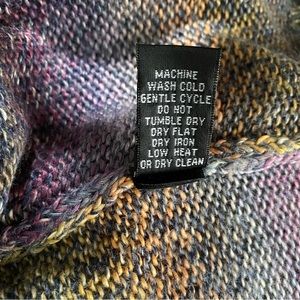 MACHINE
WASH COLD
GENTLE CYCLE
DO NOT
TUMBLE DRY
DRY FLAT
DRY IRON
LOW HEAT
OR DRY CLEAN